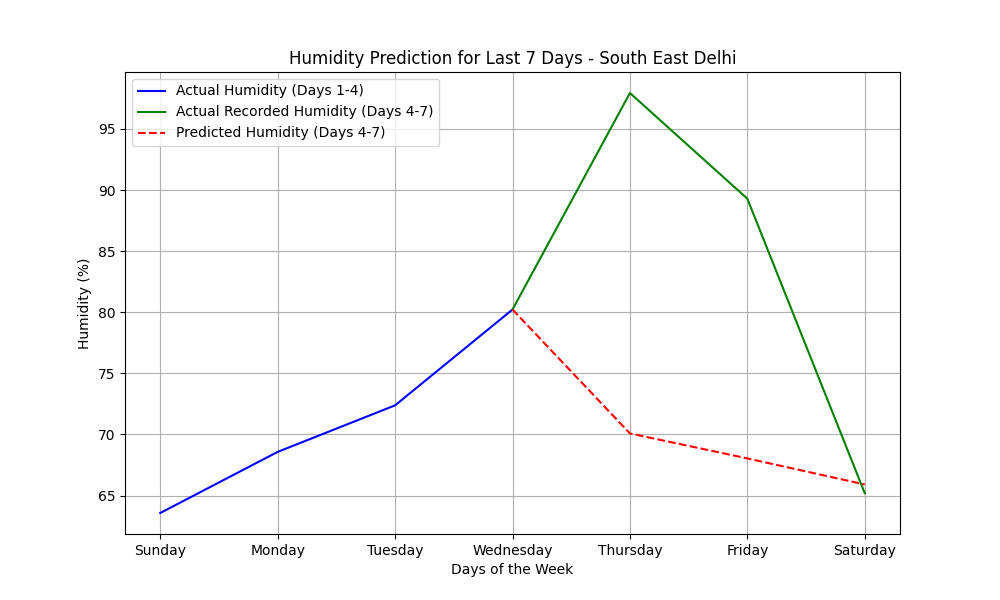 Humidity Prediction for Last 7 Days - South East Delhi
Actual Humidity (Days 1-4)
Actual Recorded Humidity (Days 4-7)
Predicted Humidity (Days 4-7)
95
90
85
80
75
70
65
Humidity (%)
Sunday Monday Tuesday Wednesday Thursday Friday Saturday
Days of the Week